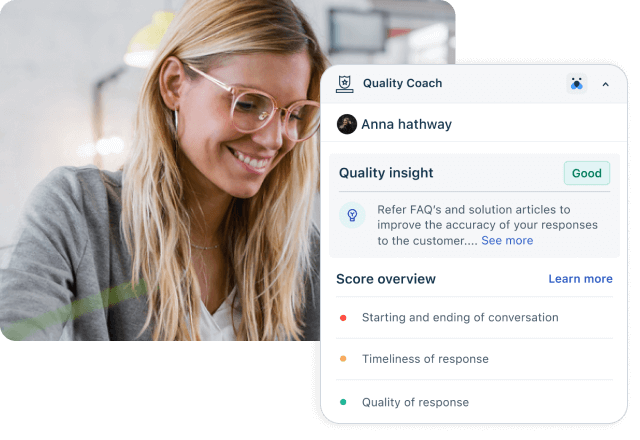 Quality Coach
Anna hathway
Quality insight
Good
Refer FAQ's and solution articles to
improve the accuracy of your responses
to the customer.... See more
Score overview
Learn more
Starting and ending of conversation
Timeliness of response
Quality of response